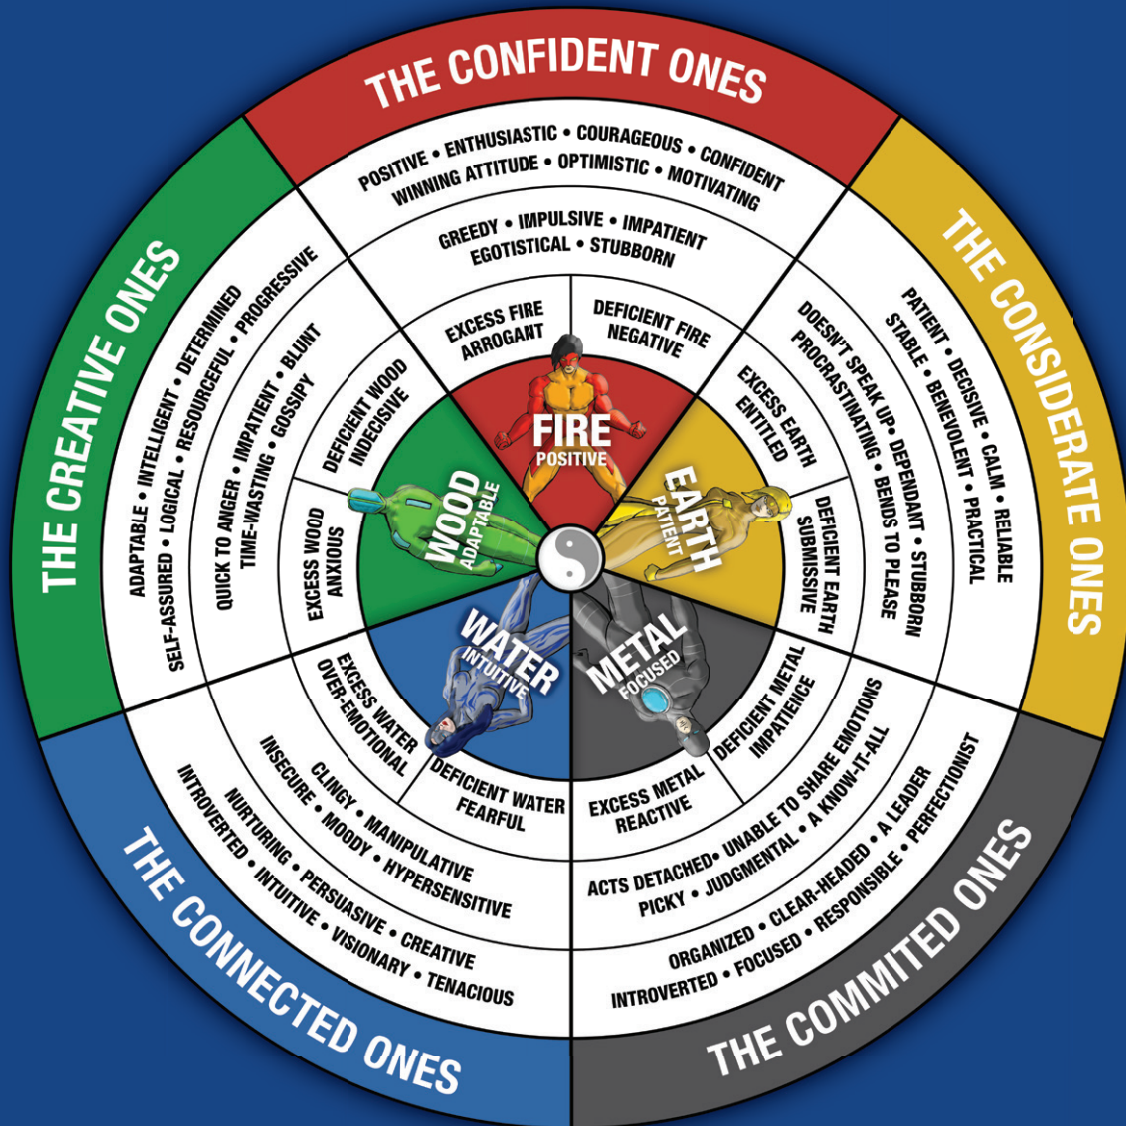 THE CONFIDENT ONES
POSITIVE • ENTHUSIASTIC • COURAGEOUS • CONFIDENT
WINNING ATTITUDE • OPTIMISTIC • MOTIVATING
GREEDY • IMPULSIVE • IMPATIENT
EGOTISTICAL • STUBBORN
EXCESS FIRE
ARROGANT
DEFICIENT FIRE
NEGATIVE
FIRE
POSITIVE
THE CONSIDERATE ONES
PATIENT • DECISIVE • CALM • RELIABLE
STABLE • BENEVOLENT • PRACTICAL
DOESN'T SPEAK UP• DEPENDANT • STUBBORN
PROCRASTINATING • BENDS TO PLEASE
EXCESS EARTH
ENTITLED
DEFICIENT EARTH
SUBMISSIVE
EARTH
PATIENT
THE COMMITED ONES
DEFICIENT METAL
IMPATIENCE
EXCESS METAL
REACTIVE
ACTS DETACHED• UNABLE TO SHARE EMOTIONS
PICKY • JUDGMENTAL • A KNOW-IT-ALL
ORGANIZED • CLEAR-HEADED • A LEADER
INTROVERTED • FOCUSED • RESPONSIBLE • PERFECTIONIST
METAL
FOCUSED
THE CONNECTED ONES
EXCESS WATER
OVER-EMOTIONAL
DEFICIENT WATER
FEARFUL
CLINGY • MANIPULATIVE
INSECURE • MOODY • HYPERSENSITIVE
NURTURING • PERSUASIVE • CREATIVE
INTROVERTED • INTUITIVE • VISIONARY • TENACIOUS
WATER
INTUITIVE
THE CREATIVE ONES
ADAPTABLE • INTELLIGENT • DETERMINED
SELF-ASSURED • LOGICAL • RESOURCEFUL • PROGRESSIVE
QUICK TO ANGER • IMPATIENT • BLUNT
TIME-WASTING • GOSSIPY
DEFICIENT WOOD
INDECISIVE
EXCESS WOOD
ANXIOUS
WOOD
ADAPTABLE